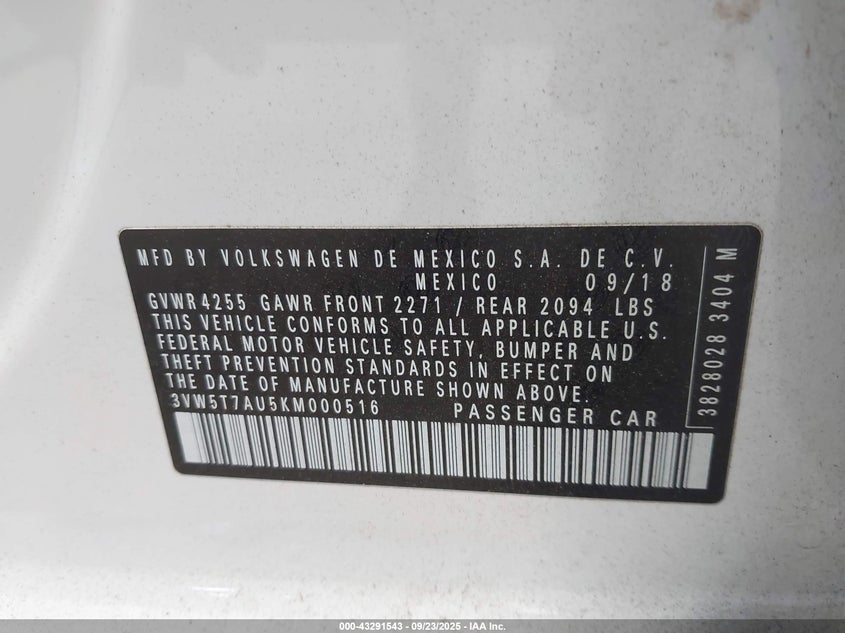 MFD BY VOLKSWAGEN DE MEXICO S.A. DE C.V.
MEXICO 09/18
GVWR 4255 GAWR FRONT 2271 / REAR 2094 LBS
THIS VEHICLE CONFORMS TO ALL APPLICABLE U.S.
FEDERAL MOTOR VEHICLE SAFETY, BUMPER AND
THEFT PREVENTION STANDARDS IN EFFECT ON
THE DATE OF MANUFACTURE SHOWN ABOVE.
3VW5T7AU5KM000516 PASSENGER CAR
3828028 3404 M
000-43291543 - 09/23/2025 - IAA Inc.